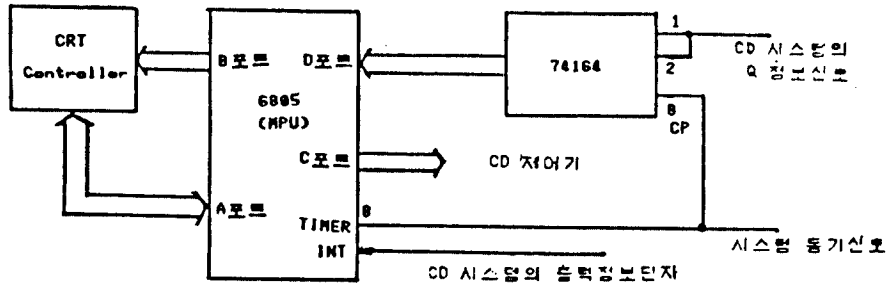 CRT
Controller
B포트
D포트
6805
(MPU)
C포트
A포트
TIMER
8
INT
74164
1
2
8
CP
CD 시스템의
Q 정보신호
CD 제어기
시스템 동기신호
CD 시스템의 출력정보단자